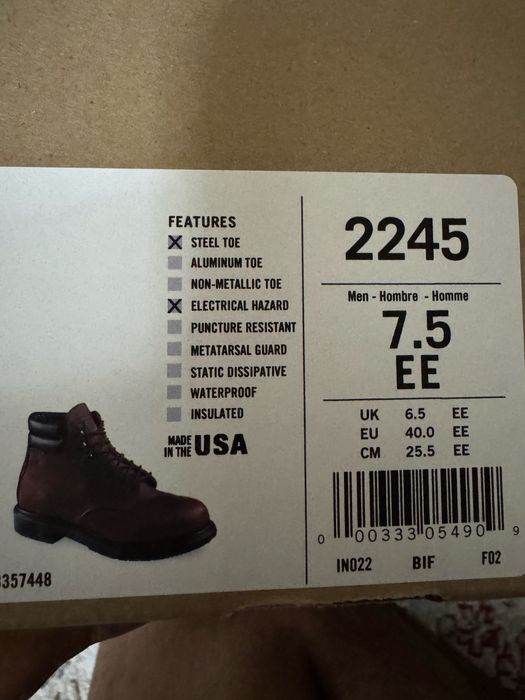 FEATURES
STEEL TOE
ALUMINUM TOE
NON-METALLIC TOE
ELECTRICAL HAZARD
PUNCTURE RESISTANT
METATARSAL GUARD
STATIC DISSIPATIVE
WATERPROOF
INSULATED
MADE
IN THE USA
357448
2245
Men - Hombre - Homme
7.5
EE
UK 6.5 EE
EU 40.0 EE
CM 25.5 EE
0 00333 05490 9
IN022 BIF F02